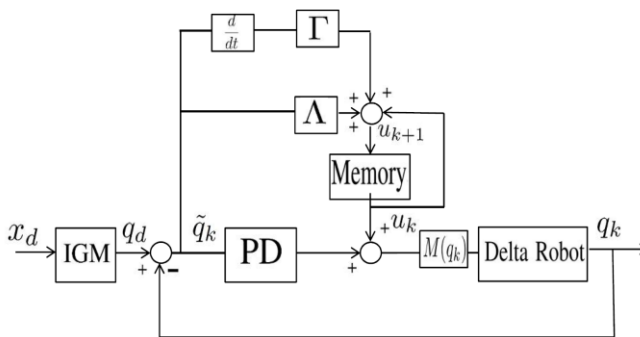 d/dt Γ
+ +
Λ + u_{k+1}
Memory
x_d IGM q_d + - q̃_k PD + + u_k M(q_k) Delta Robot q_k